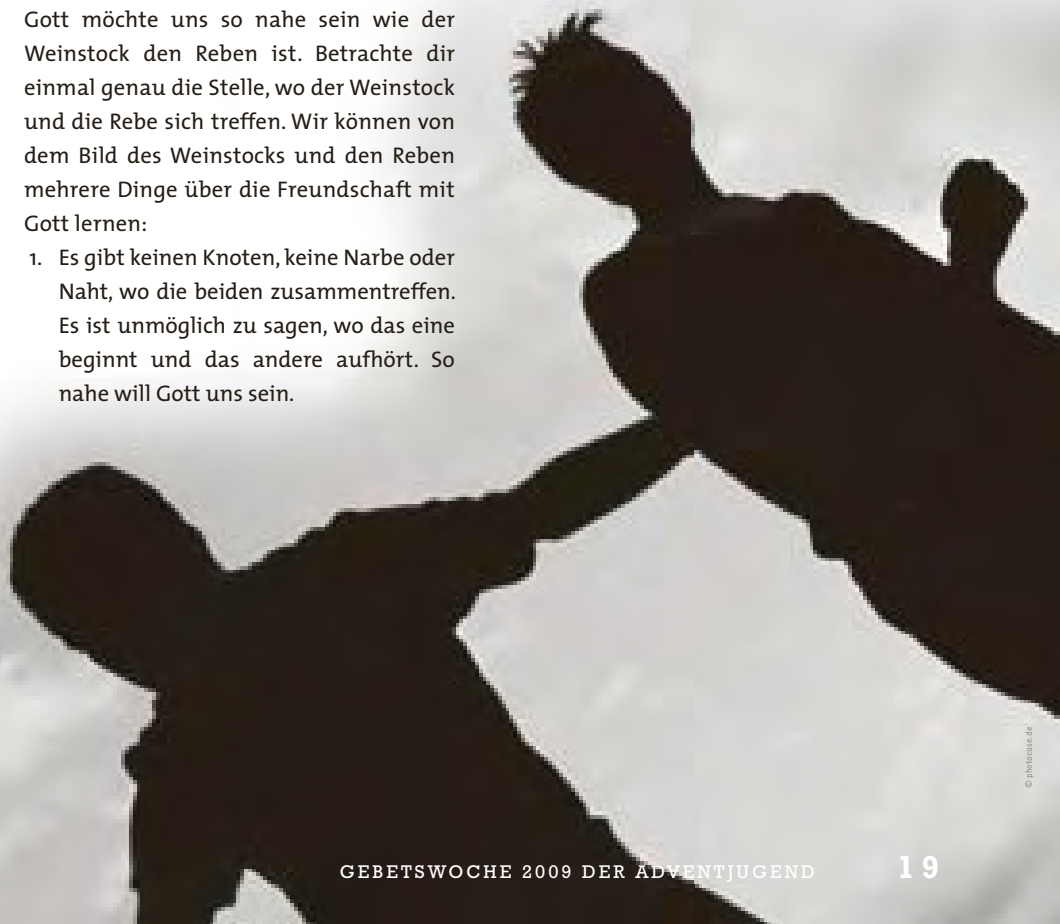 Gott möchte uns so nahe sein wie der
Weinstock den Reben ist. Betrachte dir
einmal genau die Stelle, wo der Weinstock
und die Rebe sich treffen. Wir können von
dem Bild des Weinstocks und den Reben
mehrere Dinge über die Freundschaft mit
Gott lernen:
1. Es gibt keinen Knoten, keine Narbe oder
Naht, wo die beiden zusammentreffen.
Es ist unmöglich zu sagen, wo das eine
beginnt und das andere aufhört. So
nahe will Gott uns sein.
© photocase.de
GEBETSWOCHE 2009 DER ADVENTJUGEND 19